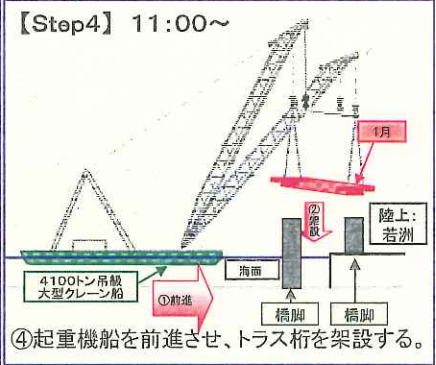 【Step4】 11:00～
1月
②架設
陸上:
若洲
海面
4100トン吊級
大型クレーン船
①前進
橋脚
橋脚
④起重機船を前進させ、トラス桁を架設する。